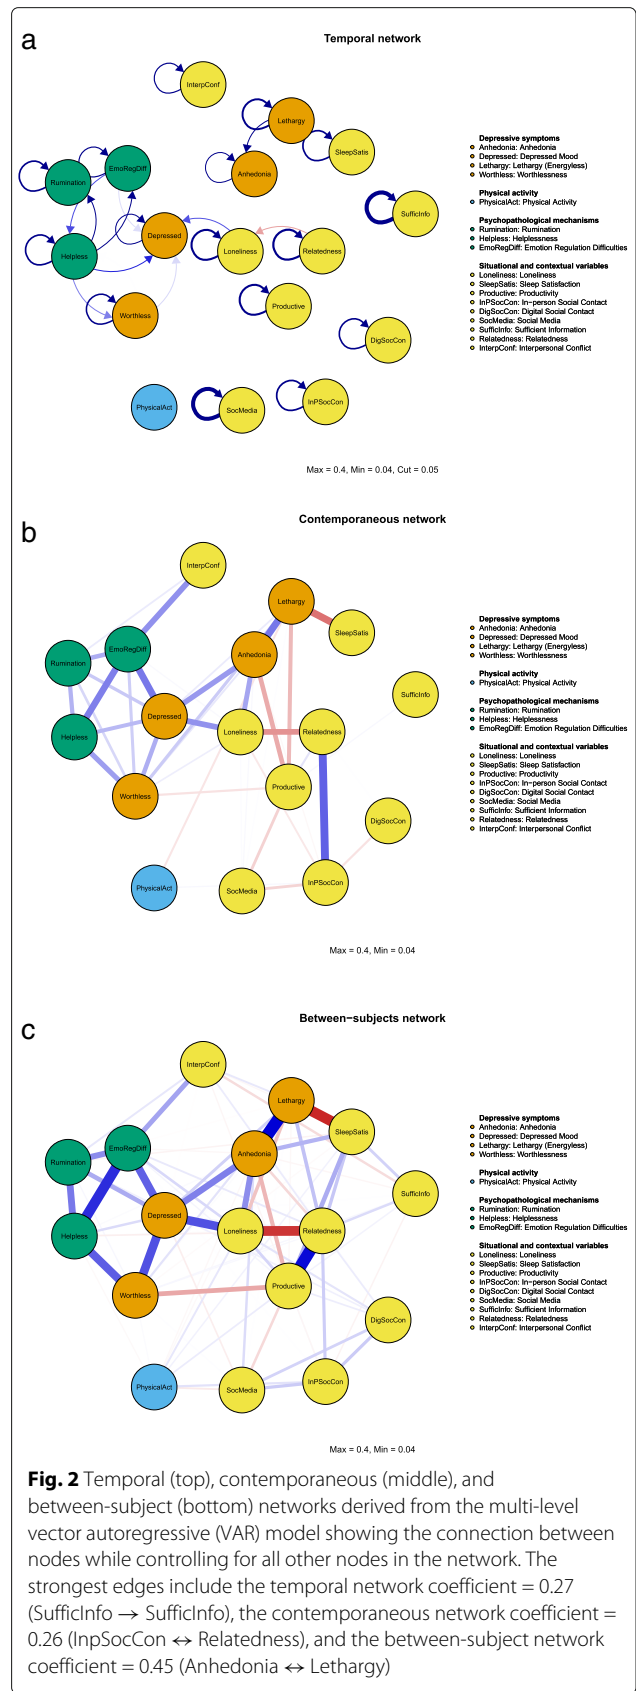 a
Temporal network
InterpConf
Lethargy
SleepSatis
EmoRegDiff
Rumination
Anhedonia
SufficInfo
Depressed
Helpless
Loneliness
Relatedness
Productive
Worthless
DigSocCon
PhysicalAct
SocMedia
InPSocCon
Depressive symptoms
Anhedonia: Anhedonia
Depressed: Depressed Mood
Lethargy: Lethargy (Energyless)
Worthless: Worthlessness
Physical activity
PhysicalAct: Physical Activity
Psychopathological mechanisms
Rumination: Rumination
Helpless: Helplessness
EmoRegDiff: Emotion Regulation Difficulties
Situational and contextual variables
Loneliness: Loneliness
SleepSatis: Sleep Satisfaction
Productive: Productivity
InPSocCon: In-person Social Contact
DigSocCon: Digital Social Contact
SocMedia: Social Media
SufficInfo: Sufficient Information
Relatedness: Relatedness
InterpConf: Interpersonal Conflict
Max = 0.4, Min = 0.04, Cut = 0.05
b
Contemporaneous network
InterpConf
Lethargy
SleepSatis
EmoRegDiff
Rumination
Anhedonia
SufficInfo
Depressed
Helpless
Loneliness
Relatedness
Productive
Worthless
DigSocCon
PhysicalAct
SocMedia
InPSocCon
Depressive symptoms
Anhedonia: Anhedonia
Depressed: Depressed Mood
Lethargy: Lethargy (Energyless)
Worthless: Worthlessness
Physical activity
PhysicalAct: Physical Activity
Psychopathological mechanisms
Rumination: Rumination
Helpless: Helplessness
EmoRegDiff: Emotion Regulation Difficulties
Situational and contextual variables
Loneliness: Loneliness
SleepSatis: Sleep Satisfaction
Productive: Productivity
InPSocCon: In-person Social Contact
DigSocCon: Digital Social Contact
SocMedia: Social Media
SufficInfo: Sufficient Information
Relatedness: Relatedness
InterpConf: Interpersonal Conflict
Max = 0.4, Min = 0.04
c
Between−subjects network
InterpConf
Lethargy
SleepSatis
EmoRegDiff
Rumination
Anhedonia
SufficInfo
Depressed
Helpless
Loneliness
Relatedness
Productive
Worthless
DigSocCon
PhysicalAct
SocMedia
InPSocCon
Depressive symptoms
Anhedonia: Anhedonia
Depressed: Depressed Mood
Lethargy: Lethargy (Energyless)
Worthless: Worthlessness
Physical activity
PhysicalAct: Physical Activity
Psychopathological mechanisms
Rumination: Rumination
Helpless: Helplessness
EmoRegDiff: Emotion Regulation Difficulties
Situational and contextual variables
Loneliness: Loneliness
SleepSatis: Sleep Satisfaction
Productive: Productivity
InPSocCon: In-person Social Contact
DigSocCon: Digital Social Contact
SocMedia: Social Media
SufficInfo: Sufficient Information
Relatedness: Relatedness
InterpConf: Interpersonal Conflict
Max = 0.4, Min = 0.04
Fig. 2 Temporal (top), contemporaneous (middle), and
between-subject (bottom) networks derived from the multi-level
vector autoregressive (VAR) model showing the connection between
nodes while controlling for all other nodes in the network. The
strongest edges include the temporal network coefficient = 0.27
(SufficInfo → SufficInfo), the contemporaneous network coefficient =
0.26 (InpSocCon ↔ Relatedness), and the between-subject network
coefficient = 0.45 (Anhedonia ↔ Lethargy)